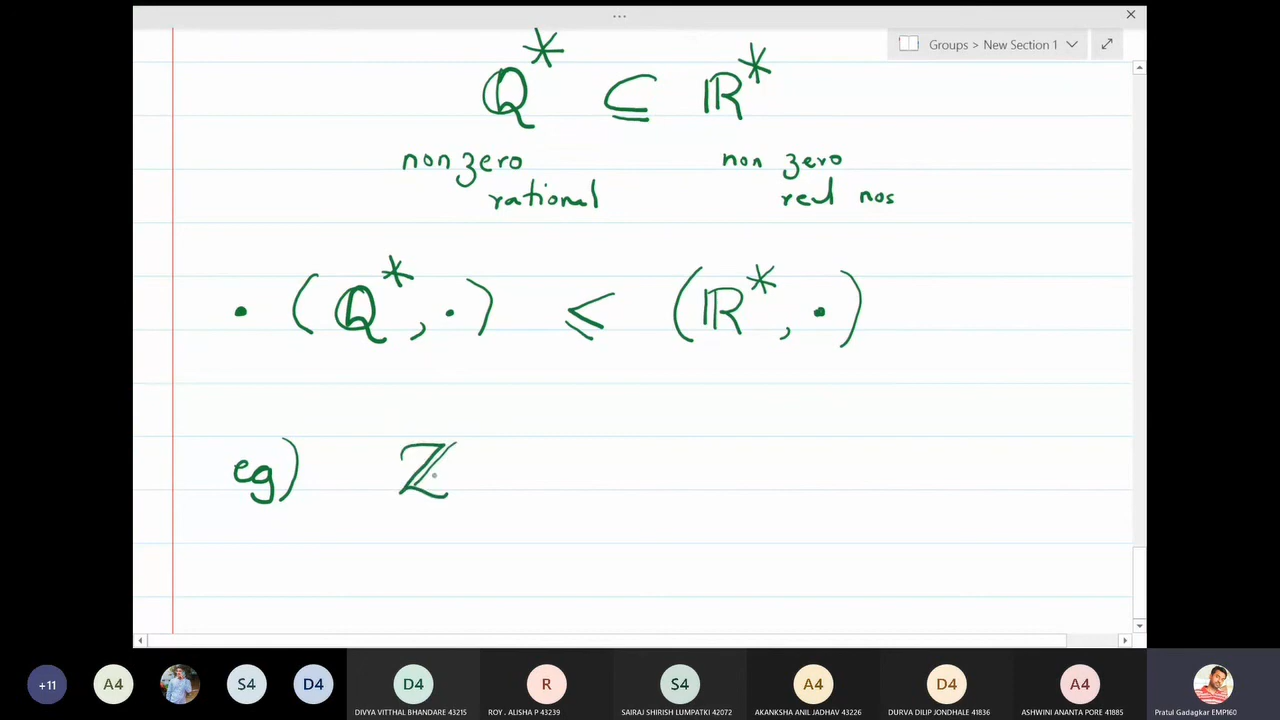 ...
Groups > New Section 1
Q* ⊆ R*
non zero non zero
rational real nos
• (Q*, •) ≤ (R*, •)
eg) Z
+11 A4 S4 D4 D4 R S4 A4 D4 A4
DIVYA VITTHAL BHANDARE 43215 ROY . ALISHA P 43239 SAIRAJ SHIRISH LUMPATKI 42072 AKANKSHA ANIL JADHAV 43226 DURVA DILIP JONDHALE 41836 ASHWINI ANANTA PORE 41885 Pratul Gadagkar EMP160